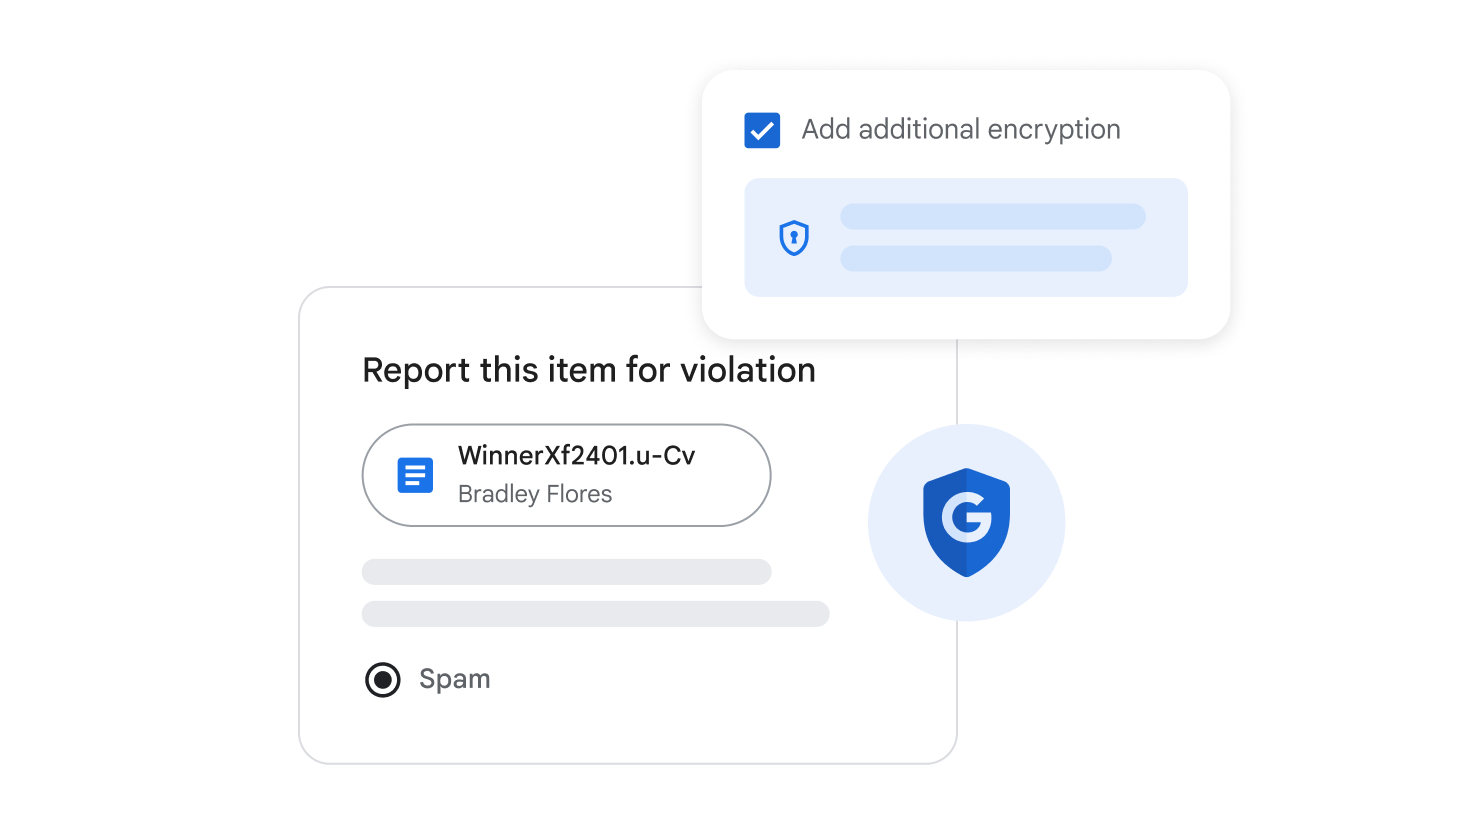 Add additional encryption
Report this item for violation
WinnerXf2401.u-Cv
Bradley Flores
G
Spam